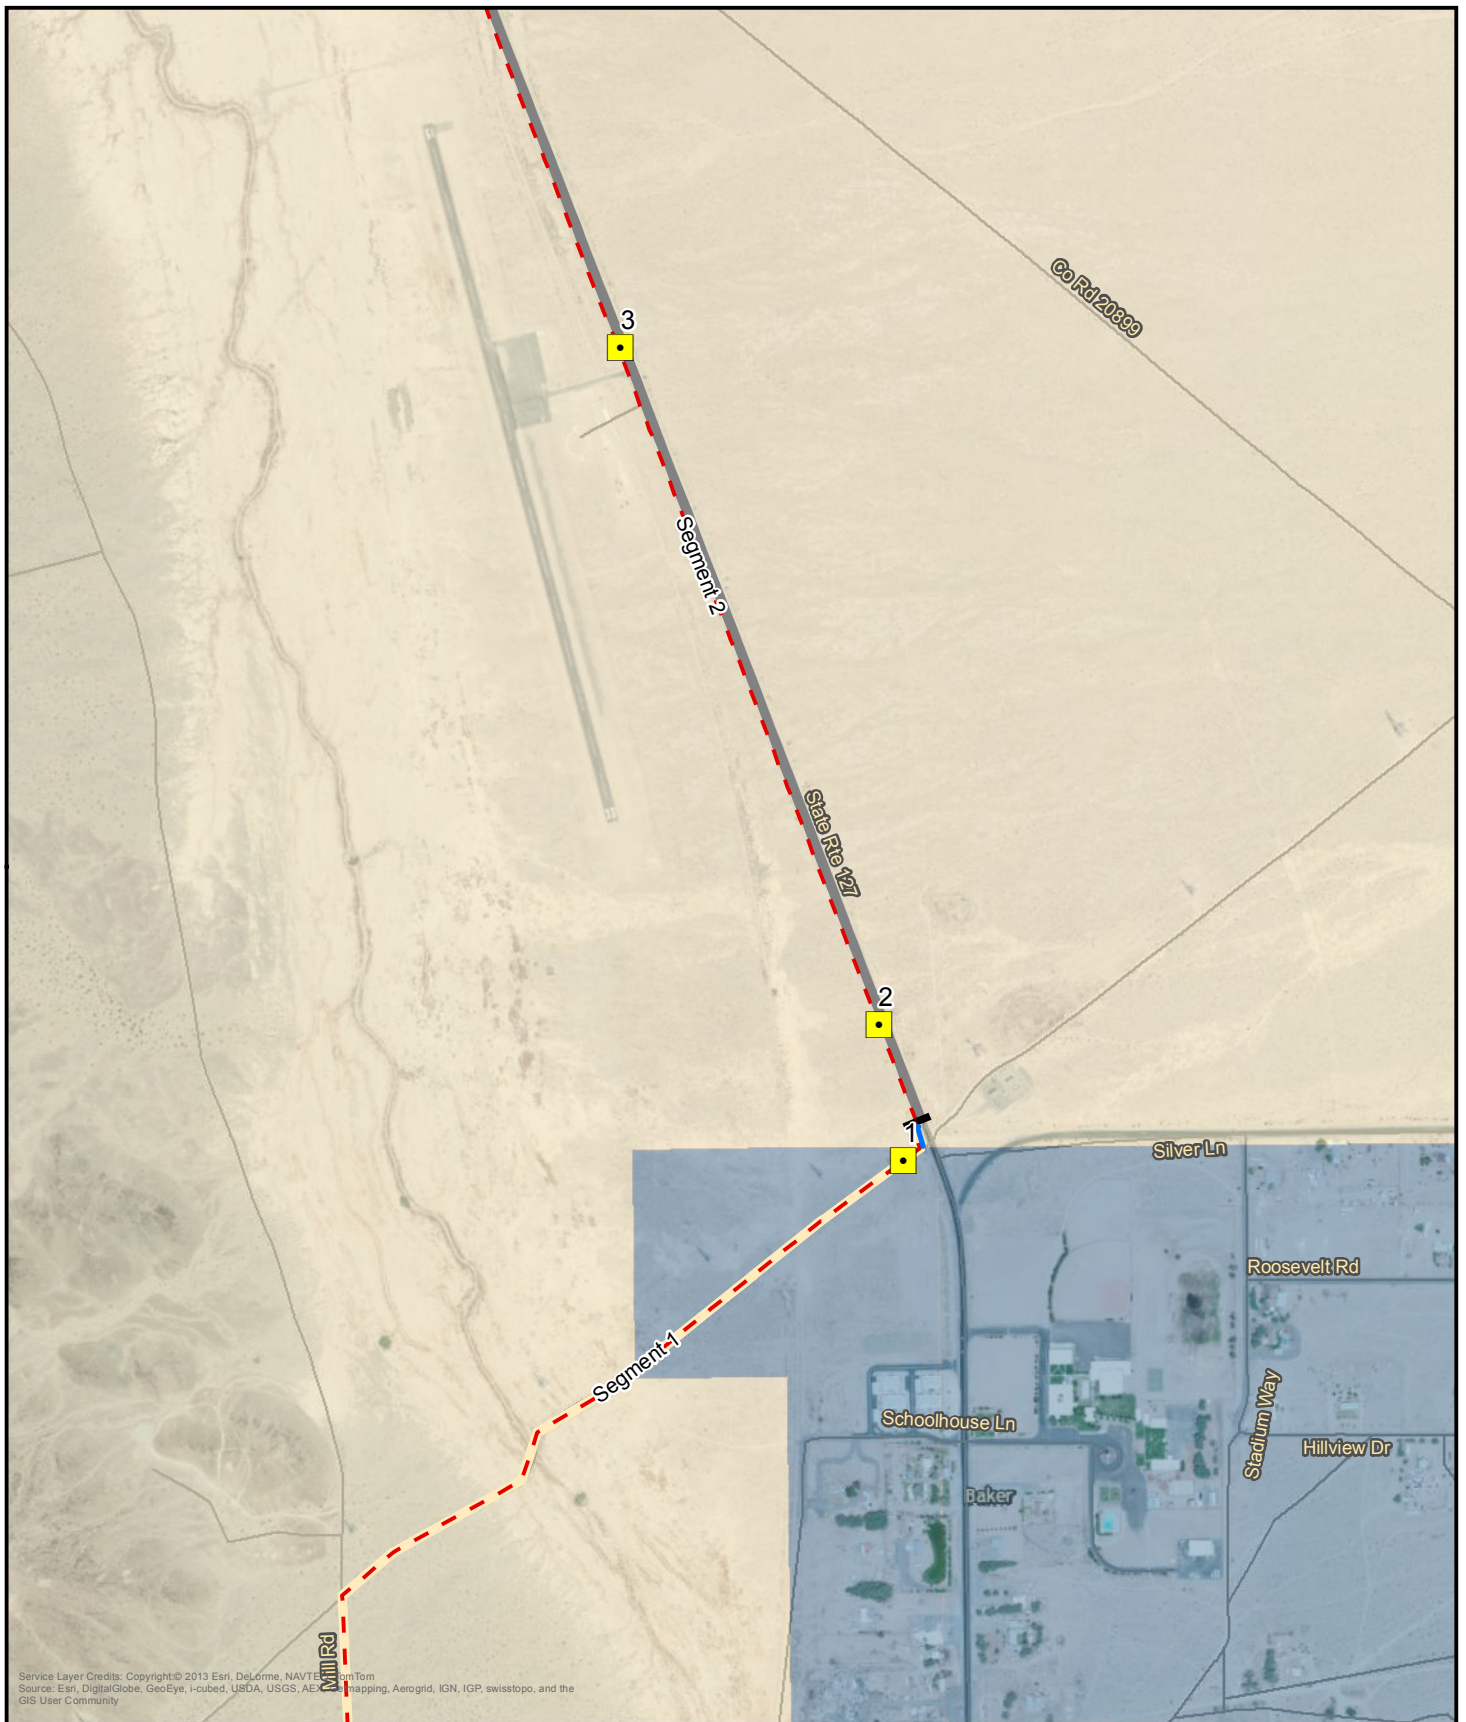 Co Rd 20899
3
Segment 2
State Rte 127
2
1
Silver Ln
Roosevelt Rd
Segment 1
Schoolhouse Ln
Stadium Way
Hillview Dr
Baker
Mill Rd
Service Layer Credits: Copyright:© 2013 Esri, DeLorme, NAVTEQ, TomTom
Source: Esri, DigitalGlobe, GeoEye, i-cubed, USDA, USGS, AEX, Getmapping, Aerogrid, IGN, IGP, swisstopo, and the
GIS User Community